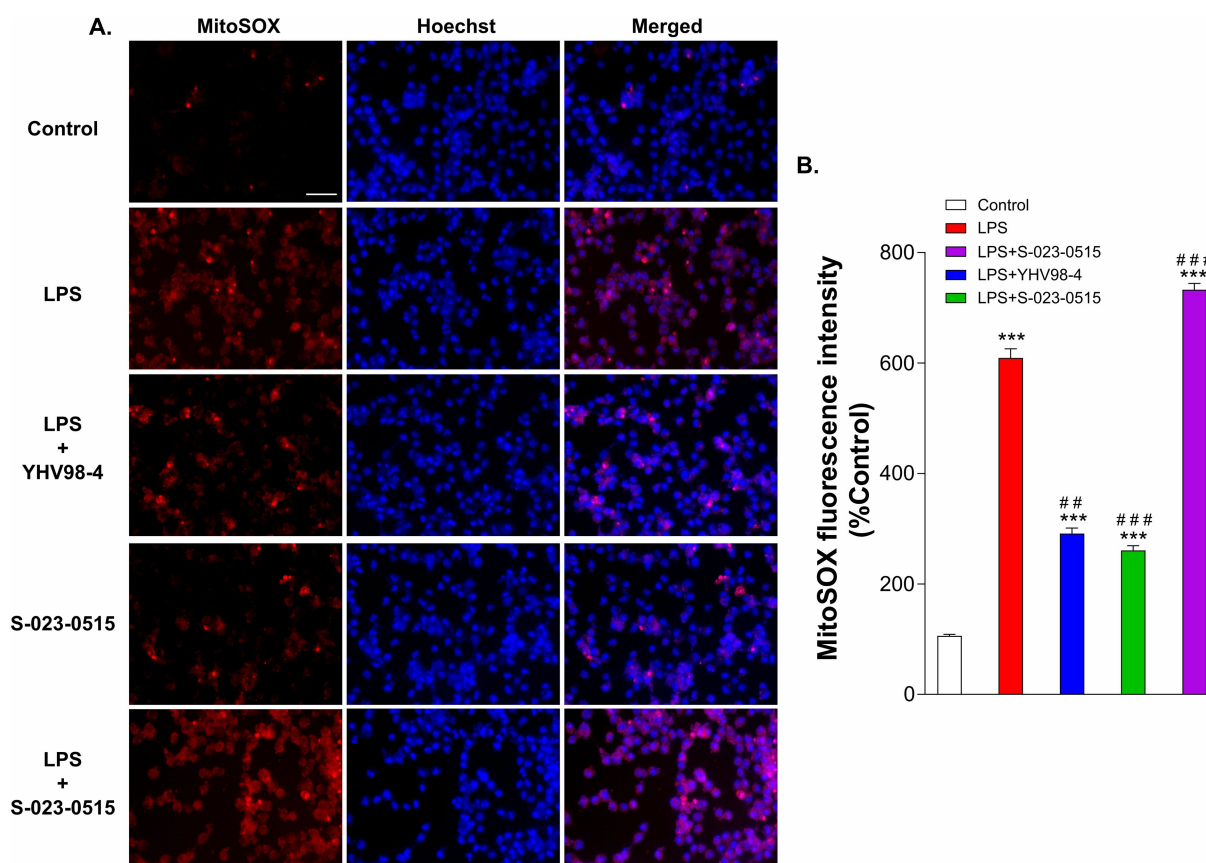 A.
MitoSOX Hoechst Merged
Control
LPS
LPS
+
YHV98-4
S-023-0515
LPS
+
S-023-0515
B.
Control
LPS
LPS+S-023-0515
LPS+YHV98-4
LPS+S-023-0515
MitoSOX fluorescence intensity
(%Control)
800
600
400
200
0
***
##
***
###
***
###
***